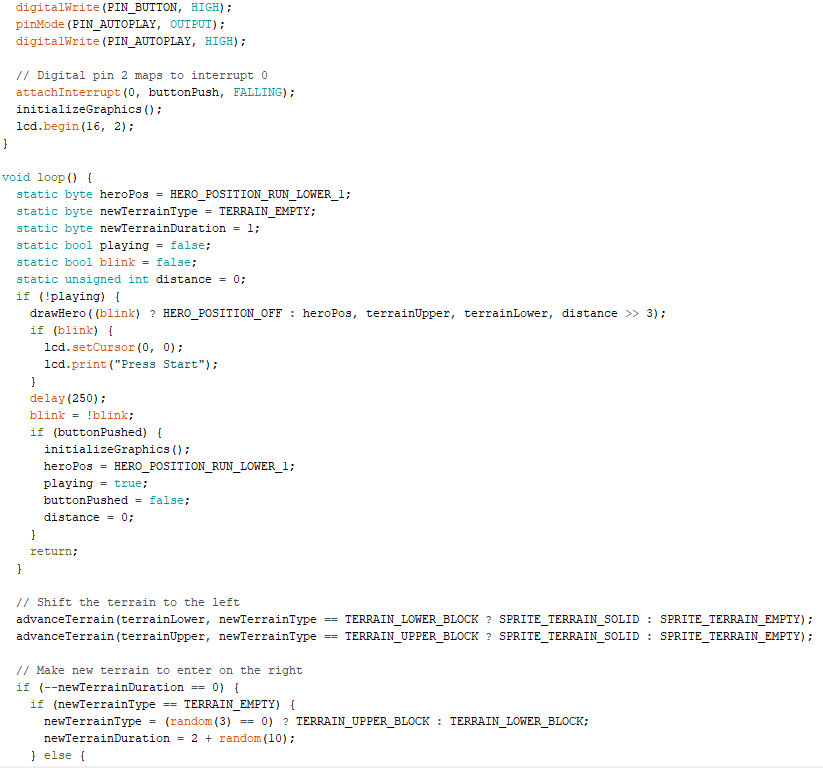 digitalWrite(PIN_BUTTON, HIGH);
pinMode(PIN_AUTOPLAY, OUTPUT);
digitalWrite(PIN_AUTOPLAY, HIGH);
// Digital pin 2 maps to interrupt 0
attachInterrupt(0, buttonPush, FALLING);
initializeGraphics();
lcd.begin(16, 2);
}
void loop() {
static byte heroPos = HERO_POSITION_RUN_LOWER_1;
static byte newTerrainType = TERRAIN_EMPTY;
static byte newTerrainDuration = 1;
static bool playing = false;
static bool blink = false;
static unsigned int distance = 0;
if (!playing) {
drawHero((blink) ? HERO_POSITION_OFF : heroPos, terrainUpper, terrainLower, distance >> 3);
if (blink) {
lcd.setCursor(0, 0);
lcd.print("Press Start");
}
delay(250);
blink = !blink;
if (buttonPushed) {
initializeGraphics();
heroPos = HERO_POSITION_RUN_LOWER_1;
playing = true;
buttonPushed = false;
distance = 0;
}
return;
}
// Shift the terrain to the left
advanceTerrain(terrainLower, newTerrainType == TERRAIN_LOWER_BLOCK ? SPRITE_TERRAIN_SOLID : SPRITE_TERRAIN_EMPTY);
advanceTerrain(terrainUpper, newTerrainType == TERRAIN_UPPER_BLOCK ? SPRITE_TERRAIN_SOLID : SPRITE_TERRAIN_EMPTY);
// Make new terrain to enter on the right
if (--newTerrainDuration == 0) {
if (newTerrainType == TERRAIN_EMPTY) {
newTerrainType = (random(3) == 0) ? TERRAIN_UPPER_BLOCK : TERRAIN_LOWER_BLOCK;
newTerrainDuration = 2 + random(10);
} else {